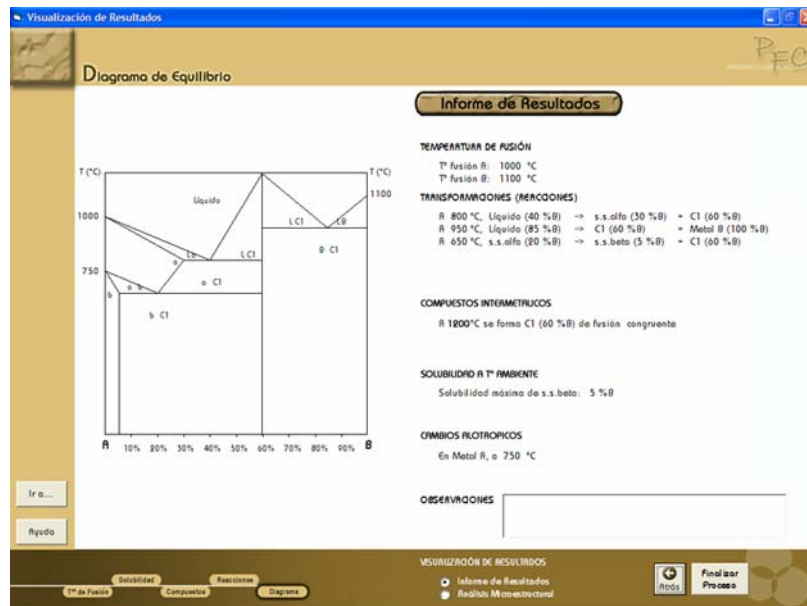 Visualización de Resultados
PFC
Diagrama de Equilibrio
Informe de Resultados
TEMPERATURA DE FUSIÓN
Tª fusión A: 1000 °C
Tª fusión B: 1100 °C
TRANSFORMACIONES (REACCIONES)
A 800 °C, Líquido (40 %B) -> s.s.alfa (30 %B) + C1 (60 %B)
A 950 °C, Líquido (85 %B) -> C1 (60 %B) + Metal B (100 %B)
A 650 °C, s.s.alfa (20 %B) -> s.s.beta (5 %B) + C1 (60 %B)
COMPUESTOS INTERMETALICOS
A 1200°C se forma C1 (60 %B) de fusión congruente
SOLUBILIDAD A Tª AMBIENTE
Solubilidad máxima de s.s.beta: 5 %B
CAMBIOS ALOTROPICOS
En Metal A, a 750 °C
OBSERVACIONES
T (°C)
T (°C)
Líquido
1100
1000
L C1
L B
B C1
a
L a
L C1
750
a b
a C1
b
b C1
A 10% 20% 30% 40% 50% 60% 70% 80% 90% B
Ir a...
Ayuda
VISUALIZACIÓN DE RESULTADOS
Informe de Resultados
Análisis Microestructural
Atrás
Finalizar
Proceso
Solubilidad
Reacciones
Tª de Fusión
Compuestos
Diagrama